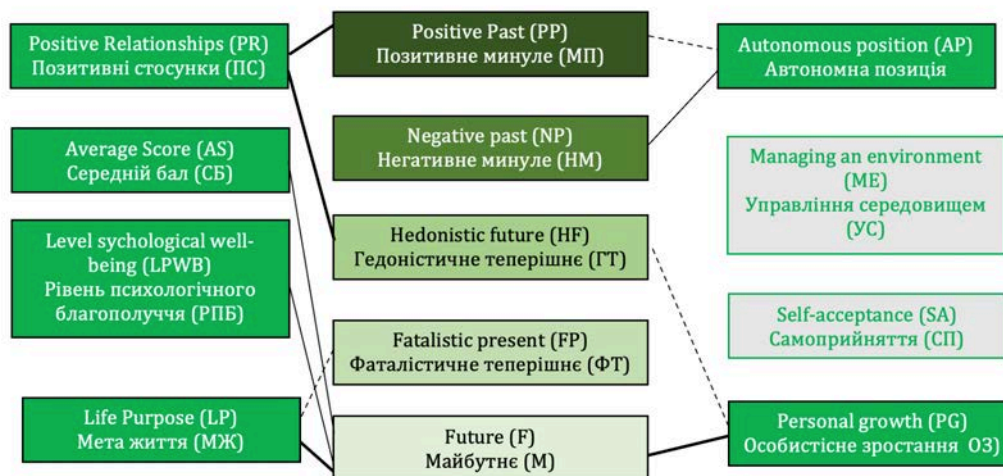 Positive Relationships (PR)
Позитивні стосунки (ПС)
Average Score (AS)
Середній бал (СБ)
Level sychological well-
being (LPWB)
Рівень психологічного
благополуччя (РПБ)
Life Purpose (LP)
Мета життя (МЖ)
Positive Past (PP)
Позитивне минуле (МП)
Negative past (NP)
Негативне минуле (НМ)
Hedonistic future (HF)
Гедоністичне теперішнє (ГТ)
Fatalistic present (FP)
Фаталістичне теперішнє (ФТ)
Future (F)
Майбутнє (М)
Autonomous position (AP)
Автономна позиція
Managing an environment
(ME)
Управління середовищем
(УС)
Self-acceptance (SA)
Самоприйняття (СП)
Personal growth (PG)
Особистісне зростання ОЗ)